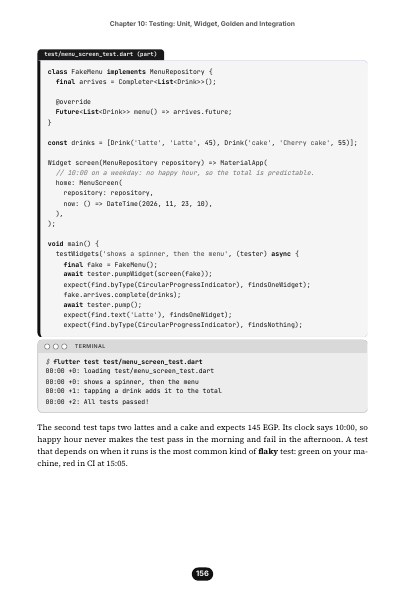 Chapter 10: Testing: Unit, Widget, Golden and Integration
test/menu_screen_test.dart (part)
class FakeMenu implements MenuRepository {
  final arrives = Completer<List<Drink>>();

  @override
  Future<List<Drink>> menu() => arrives.future;
}

const drinks = [Drink('latte', 'Latte', 45), Drink('cake', 'Cherry cake', 55)];

Widget screen(MenuRepository repository) => MaterialApp(
  // 10:00 on a weekday: no happy hour, so the total is predictable.
  home: MenuScreen(
    repository: repository,
    now: () => DateTime(2026, 11, 23, 10),
  ),
);

void main() {
  testWidgets('shows a spinner, then the menu', (tester) async {
    final fake = FakeMenu();
    await tester.pumpWidget(screen(fake));
    expect(find.byType(CircularProgressIndicator), findsOneWidget);
    fake.arrives.complete(drinks);
    await tester.pump();
    expect(find.text('Latte'), findsOneWidget);
    expect(find.byType(CircularProgressIndicator), findsNothing);
TERMINAL
$ flutter test test/menu_screen_test.dart
00:00 +0: loading test/menu_screen_test.dart
00:00 +0: shows a spinner, then the menu
00:00 +1: tapping a drink adds it to the total
00:00 +2: All tests passed!
The second test taps two lattes and a cake and expects 145 EGP. Its clock says 10:00, so
happy hour never makes the test pass in the morning and fail in the afternoon. A test
that depends on when it runs is the most common kind of flaky test: green on your ma-
chine, red in CI at 15:05.
156